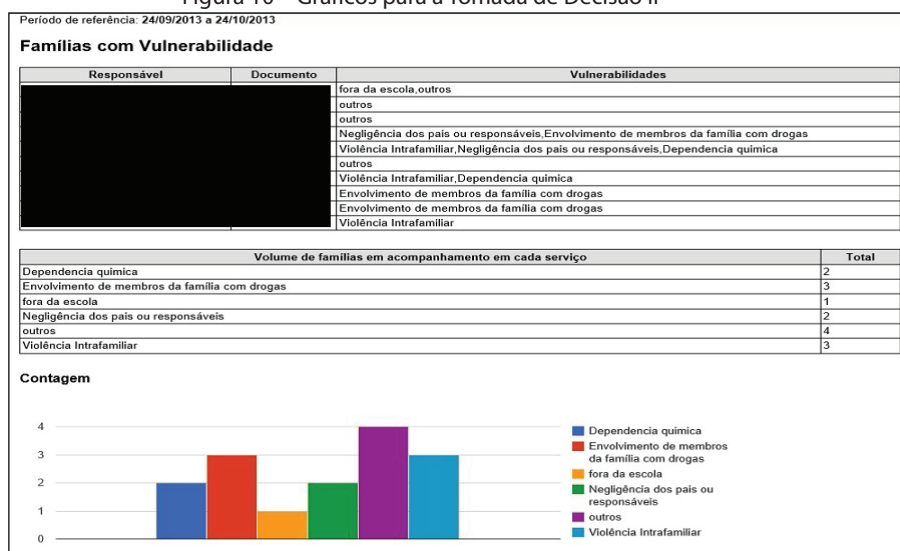 Figura 10 – Gráficos para a Tomada de Decisão II
Período de referência: 24/09/2013 a 24/10/2013
Famílias com Vulnerabilidade
Responsável Documento Vulnerabilidades
fora da escola,outros
outros
outros
Negligência dos pais ou responsáveis,Envolvimento de membros da família com drogas
Violência Intrafamiliar,Negligência dos pais ou responsáveis,Dependencia quimica
outros
Violência Intrafamiliar,Dependencia quimica
Envolvimento de membros da família com drogas
Envolvimento de membros da família com drogas
Violência Intrafamiliar
Volume de famílias em acompanhamento em cada serviço Total
Dependencia quimica 2
Envolvimento de membros da família com drogas 3
fora da escola 1
Negligência dos pais ou responsáveis 2
outros 4
Violência Intrafamiliar 3
Contagem
4
3
2
1
0
Dependencia quimica
Envolvimento de membros
da família com drogas
fora da escola
Negligência dos pais ou
responsáveis
outros
Violência Intrafamiliar